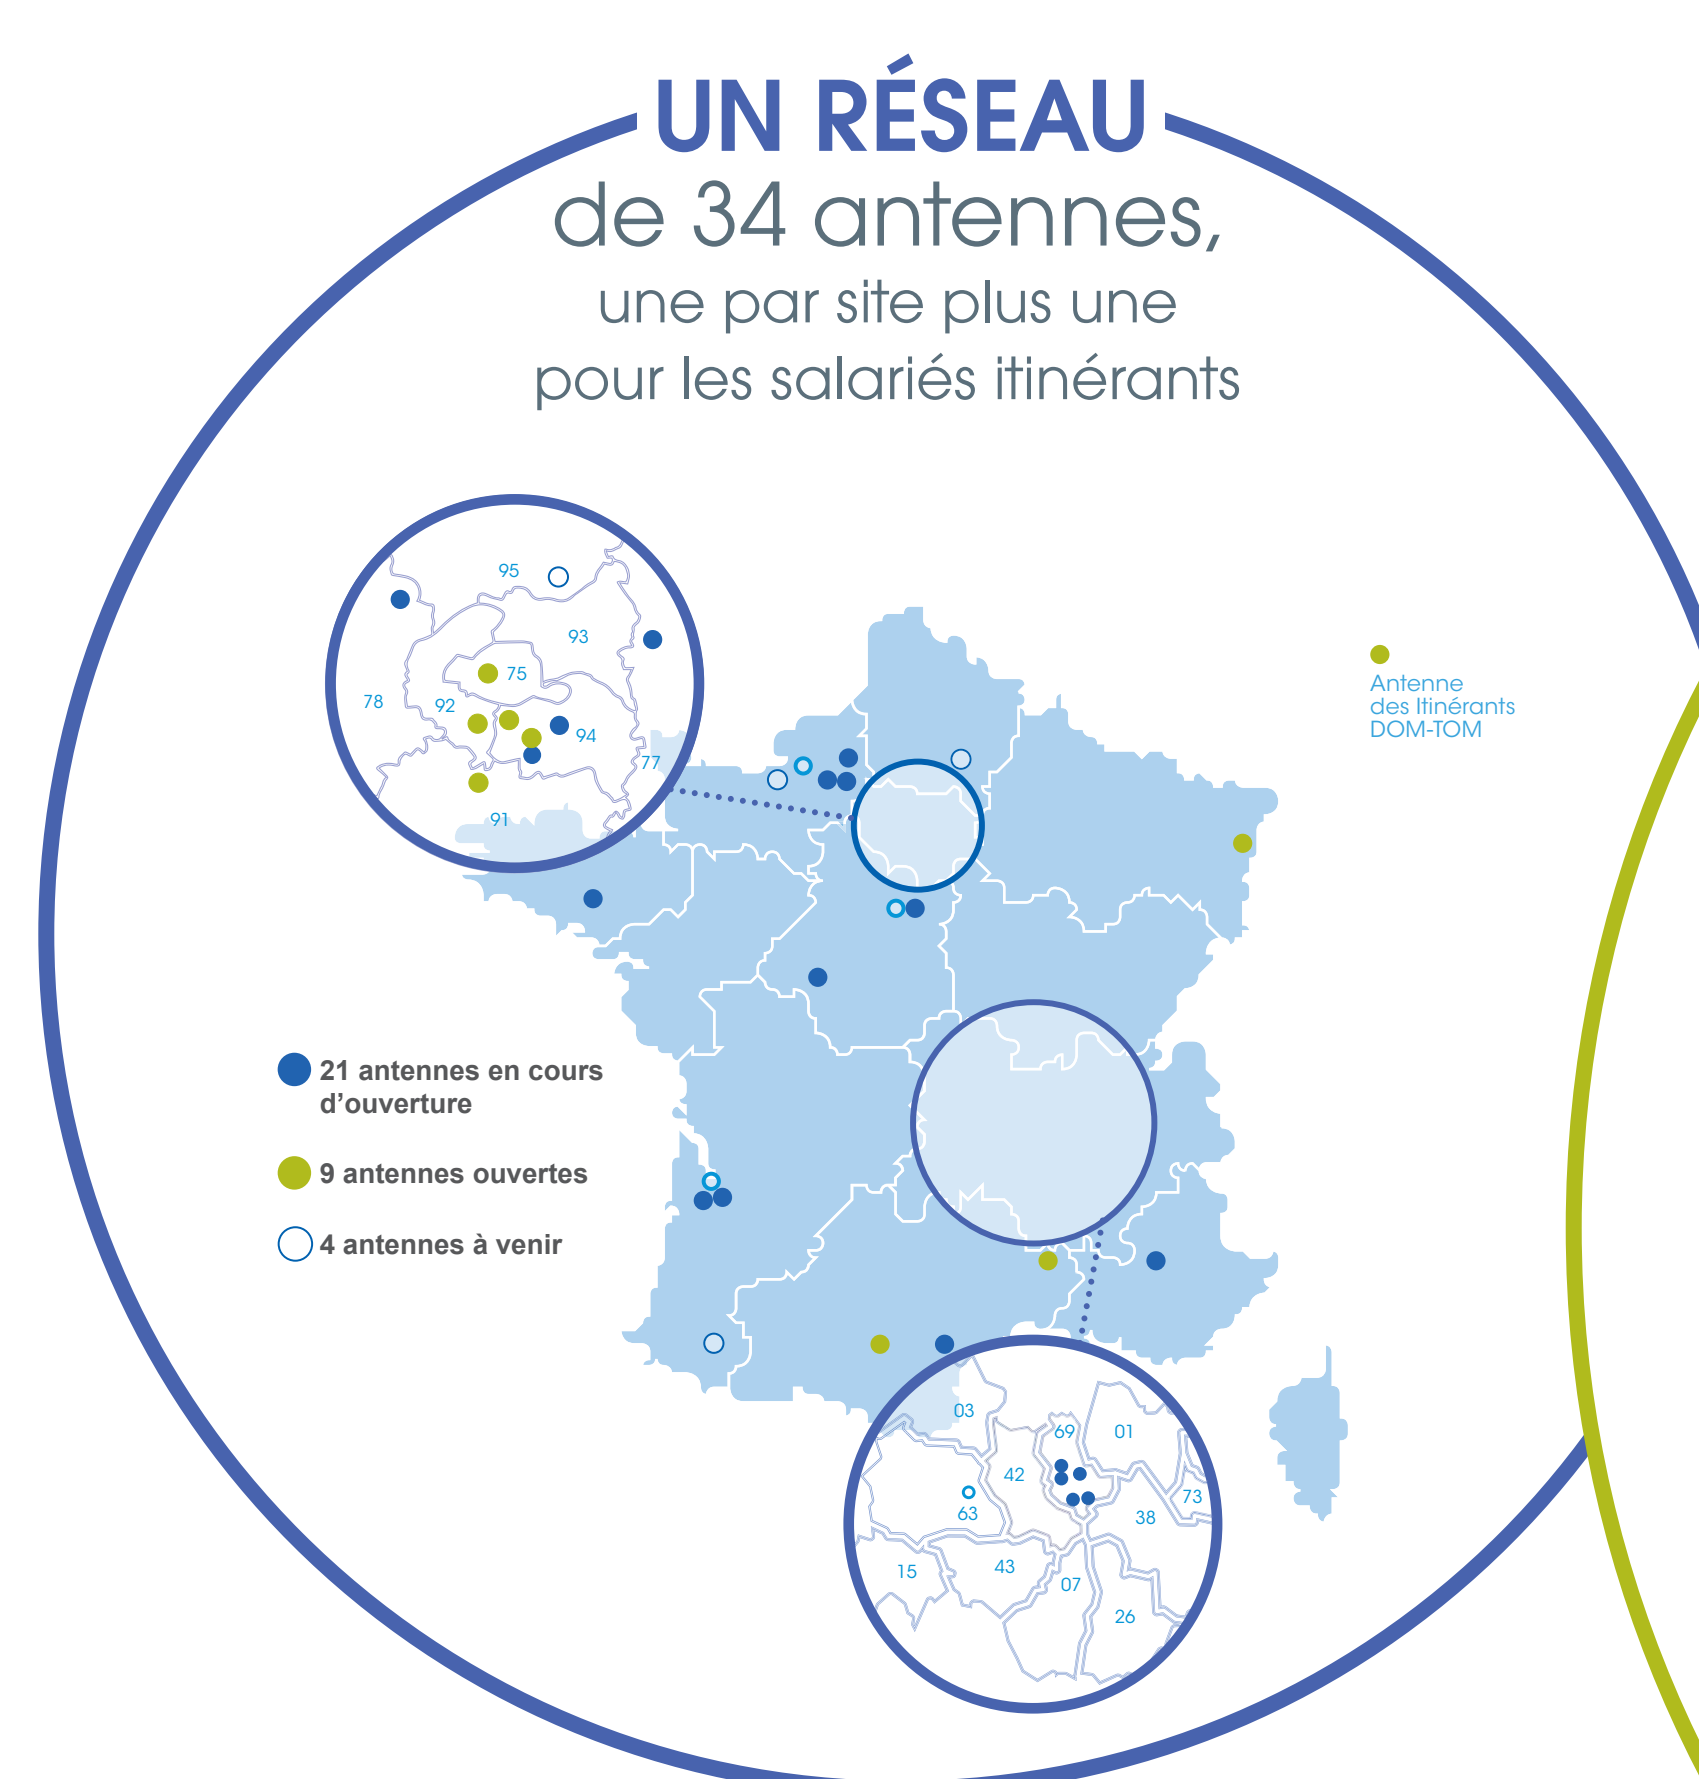 UN RÉSEAU
de 34 antennes,
une par site plus une
pour les salariés itinérants
95
93
75
78
92
94
77
91
Antenne
des Itinérants
DOM-TOM
21 antennes en cours
d’ouverture
9 antennes ouvertes
4 antennes à venir
03
69
01
42
73
63
38
15
43
07
26